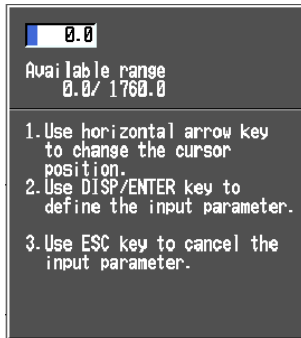 0.0
Available range
0.0/ 1760.0
1.Use horizontal arrow key
to change the cursor
position.
2.Use DISP/ENTER key to
define the input parameter.
3.Use ESC key to cancel the
input parameter.